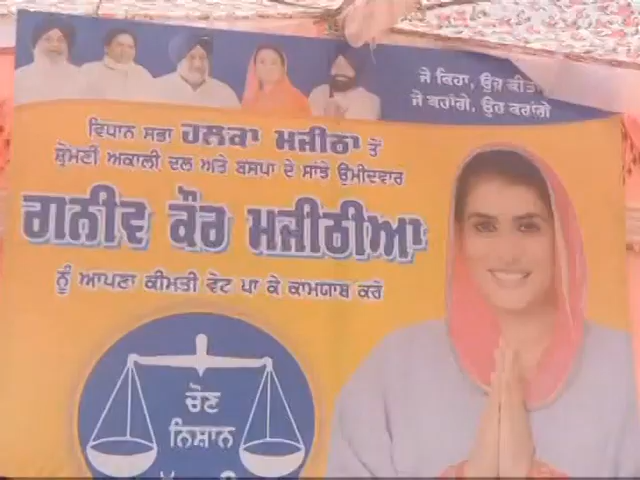 ਜੋ ਕਿਹਾ, ਉਹ ਕੀਤਾ
ਜੋ ਕਹਾਂਗੇ, ਉਹ ਕਰਾਂਗੇ
ਵਿਧਾਨ ਸਭਾ ਹਲਕਾ ਮਜੀਠਾ ਤੋਂ
ਸ਼੍ਰੋਮਣੀ ਅਕਾਲੀ ਦਲ ਅਤੇ ਬਸਪਾ ਦੇ ਸਾਂਝੇ ਉਮੀਦਵਾਰ
ਗਨੀਵ ਕੌਰ ਮਜੀਠੀਆ
ਨੂੰ ਆਪਣਾ ਕੀਮਤੀ ਵੋਟ ਪਾ ਕੇ ਕਾਮਯਾਬ ਕਰੋ
ਚੋਣ
ਨਿਸ਼ਾਨ